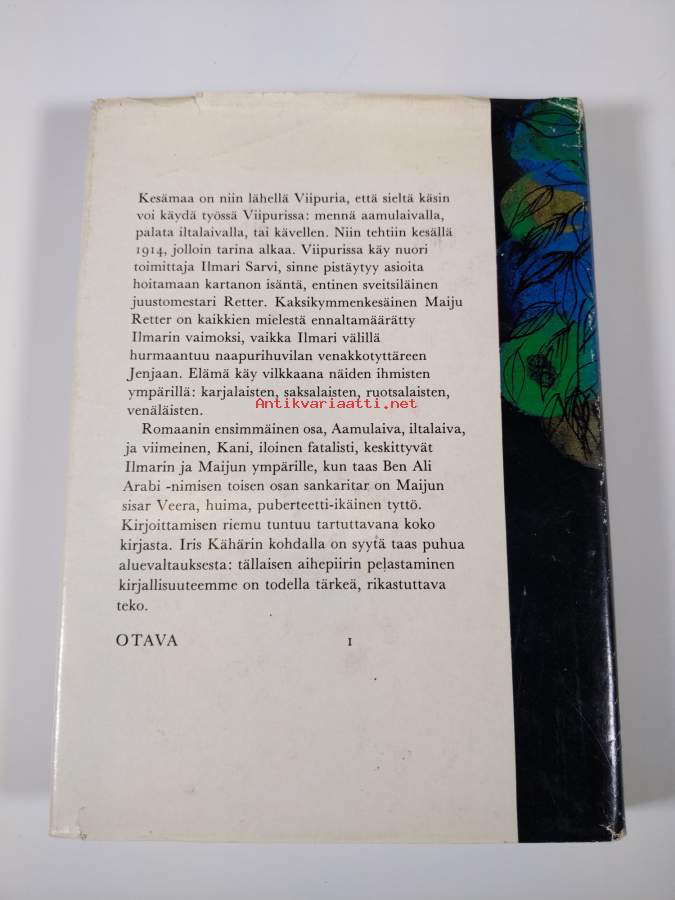 Kesämaa on niin lähellä Viipuria, että sieltä käsin
voi käydä työssä Viipurissa: mennä aamulaivalla,
palata iltalaivalla, tai kävellen. Niin tehtiin kesällä
1914, jolloin tarina alkaa. Viipurissa käy nuori
toimittaja Ilmari Sarvi, sinne pistäytyy asioita
hoitamaan kartanon isäntä, entinen sveitsiläinen
juustomestari Retter. Kaksikymmenkesäinen Maiju
Retter on kaikkien mielestä ennaltamäärätty
Ilmarin vaimoksi, vaikka Ilmari välillä
hurmaantuu naapurihuvilan venakkotyttäreen
Jenjaan. Elämä käy vilkkaana näiden ihmisten
ympärillä: karjalaisten, saksalaisten, ruotsalaisten,
venäläisten.
Antikvariaatti.net
Romaanin ensimmäinen osa, Aamulaiva, iltalaiva,
ja viimeinen, Kani, iloinen fatalisti, keskittyvät
Ilmarin ja Maijun ympärille, kun taas Ben Ali
Arabi -nimisen toisen osan sankaritar on Maijun
sisar Veera, huima, puberteetti-ikäinen tyttö.
Kirjoittamisen riemu tuntuu tartuttavana koko
kirjasta. Iris Kähärin kohdalla on syytä taas puhua
aluevaltauksesta: tällaisen aihepiirin pelastaminen
kirjallisuuteemme on todella tärkeä, rikastuttava
teko.
OTAVA 1